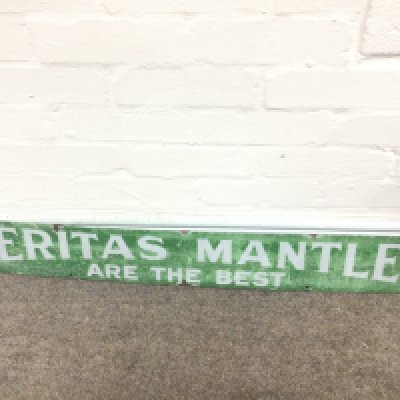 ERITAS MANTLE
ARE THE BEST